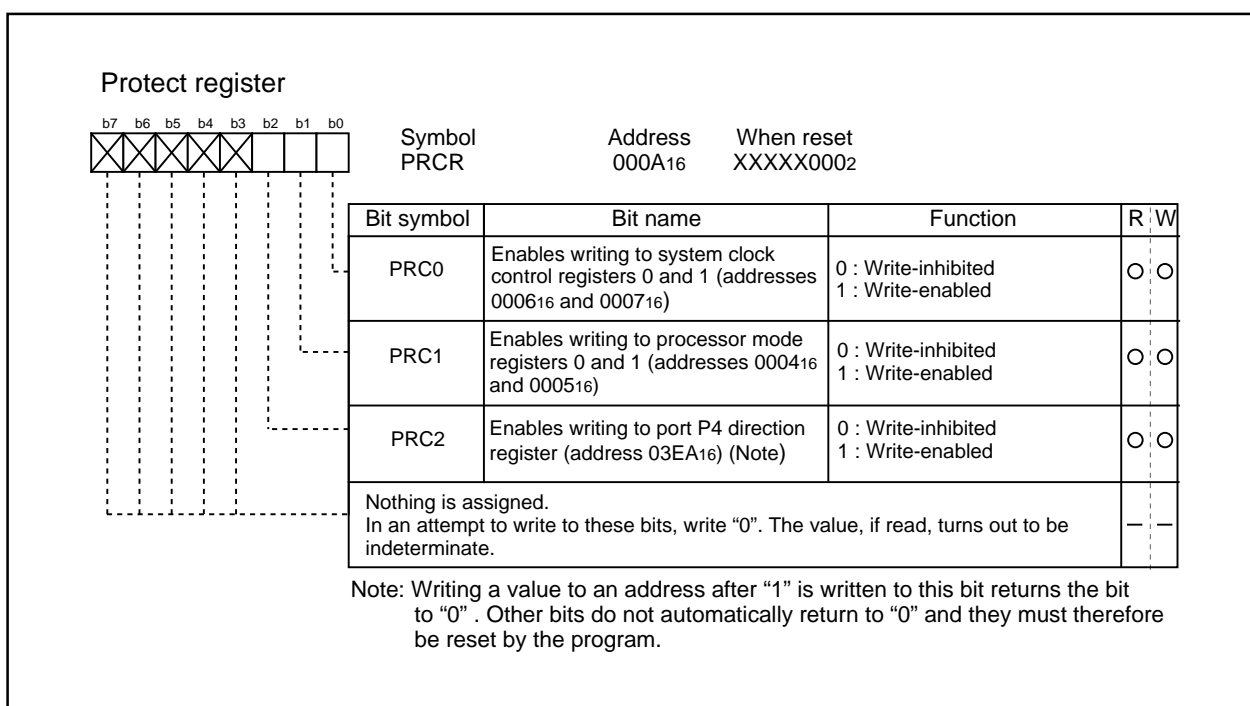 Protect register
b7 b6 b5 b4 b3 b2 b1 b0
Symbol Address When reset
PRCR 000A16 XXXXX0002
Bit symbol Bit name Function R W
PRC0
Enables writing to system clock
control registers 0 and 1 (addresses
000616 and 000716)
0 : Write-inhibited
1 : Write-enabled
PRC1
Enables writing to processor mode
registers 0 and 1 (addresses 000416
and 000516)
0 : Write-inhibited
1 : Write-enabled
PRC2
Enables writing to port P4 direction
register (address 03EA16) (Note)
0 : Write-inhibited
1 : Write-enabled
Nothing is assigned.
In an attempt to write to these bits, write “0”. The value, if read, turns out to be
indeterminate.
Note: Writing a value to an address after “1” is written to this bit returns the bit
to “0” . Other bits do not automatically return to “0” and they must therefore
be reset by the program.